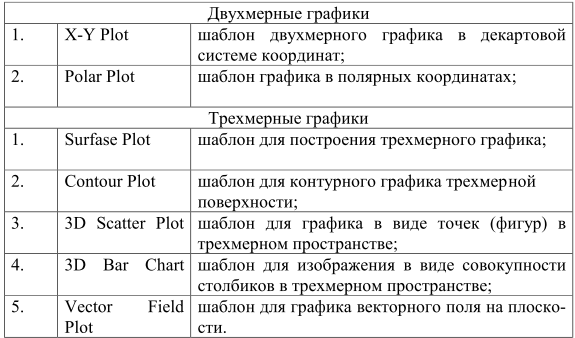 Двухмерные графики
1. X-Y Plot шаблон двухмерного графика в декартовой
системе координат;
2. Polar Plot шаблон графика в полярных координатах;
Трехмерные графики
1. Surfase Plot шаблон для построения трехмерного графика;
2. Contour Plot шаблон для контурного графика трехмерной
поверхности;
3. 3D Scatter Plot шаблон для графика в виде точек (фигур) в
трехмерном пространстве;
4. 3D Bar Chart шаблон для изображения в виде совокупности
столбиков в трехмерном пространстве;
5. Vector Field шаблон для графика векторного поля на плоско-
Plot сти.